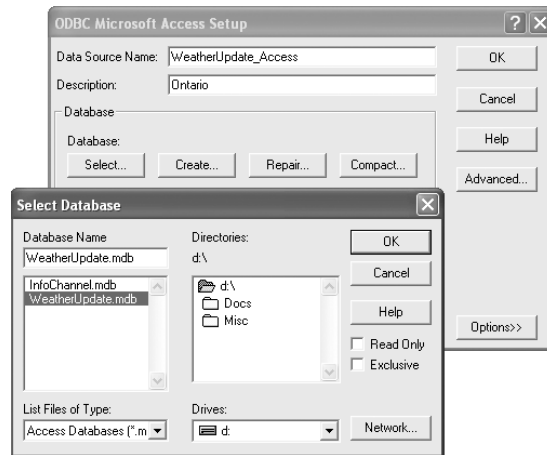 ODBC Microsoft Access Setup
Data Source Name: WeatherUpdate_Access
OK
Description: Ontario
Cancel
Database
Database:
Help
Select... Create... Repair... Compact...
Advanced...
Options>>
Select Database
Database Name
WeatherUpdate.mdb
InfoChannel.mdb
WeatherUpdate.mdb
List Files of Type:
Access Databases (*.m
Directories:
d:\
d:\
Docs
Misc
Drives:
d:
OK
Cancel
Help
Read Only
Exclusive
Network...